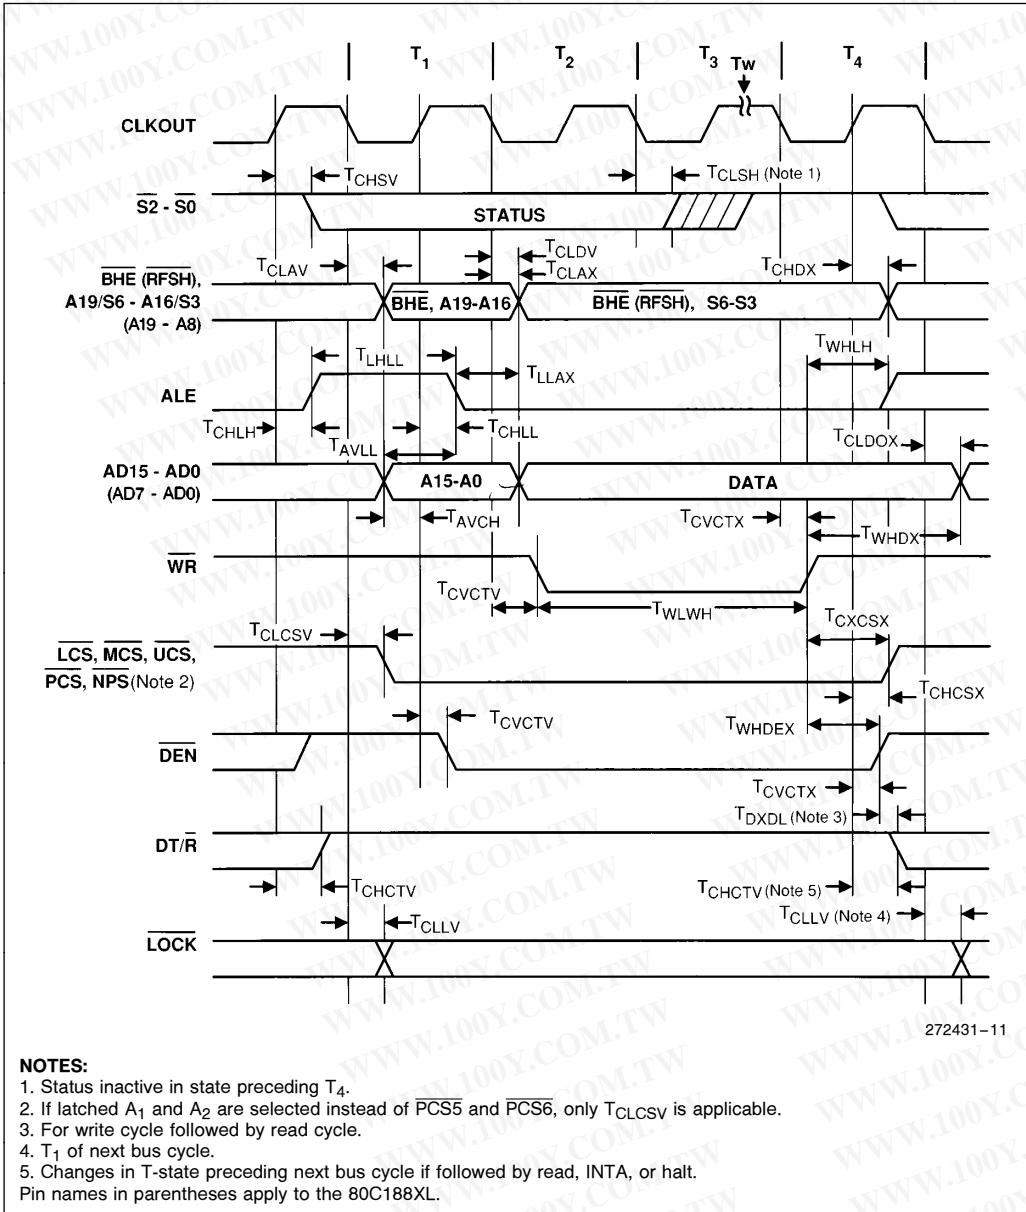 T1 T2 T3 Tw T4
CLKOUT
TCHSV TCLSH (Note 1)
S2 - S0 STATUS
TCLDV
TCLAV TCLAX TCHDX
BHE (RFSH),
A19/S6 - A16/S3 BHE, A19-A16 BHE (RFSH), S6-S3
(A19 - A8)
TWHLH
TLHLL TLLAX
ALE
TCHLH TCHLL TCLDOX
TAVLL
AD15 - AD0 A15-A0 DATA
(AD7 - AD0)
TAVCH TCVCTX
TWHDX
WR
TCVCTV TWLWH
TCLCSV TCXCSX
LCS, MCS, UCS,
PCS, NPS (Note 2)
TCHCSX
TCVCTV TWHDEX
DEN
TCVCTX
TDXDL (Note 3)
DT/R
TCHCTV TCHCTV (Note 5)
TCLLV TCLLV (Note 4)
LOCK
272431-11
NOTES:
1. Status inactive in state preceding T4.
2. If latched A1 and A2 are selected instead of PCS5 and PCS6, only TCLCSV is applicable.
3. For write cycle followed by read cycle.
4. T1 of next bus cycle.
5. Changes in T-state preceding next bus cycle if followed by read, INTA, or halt.
Pin names in parentheses apply to the 80C188XL.
WWW.100Y.COM.TW